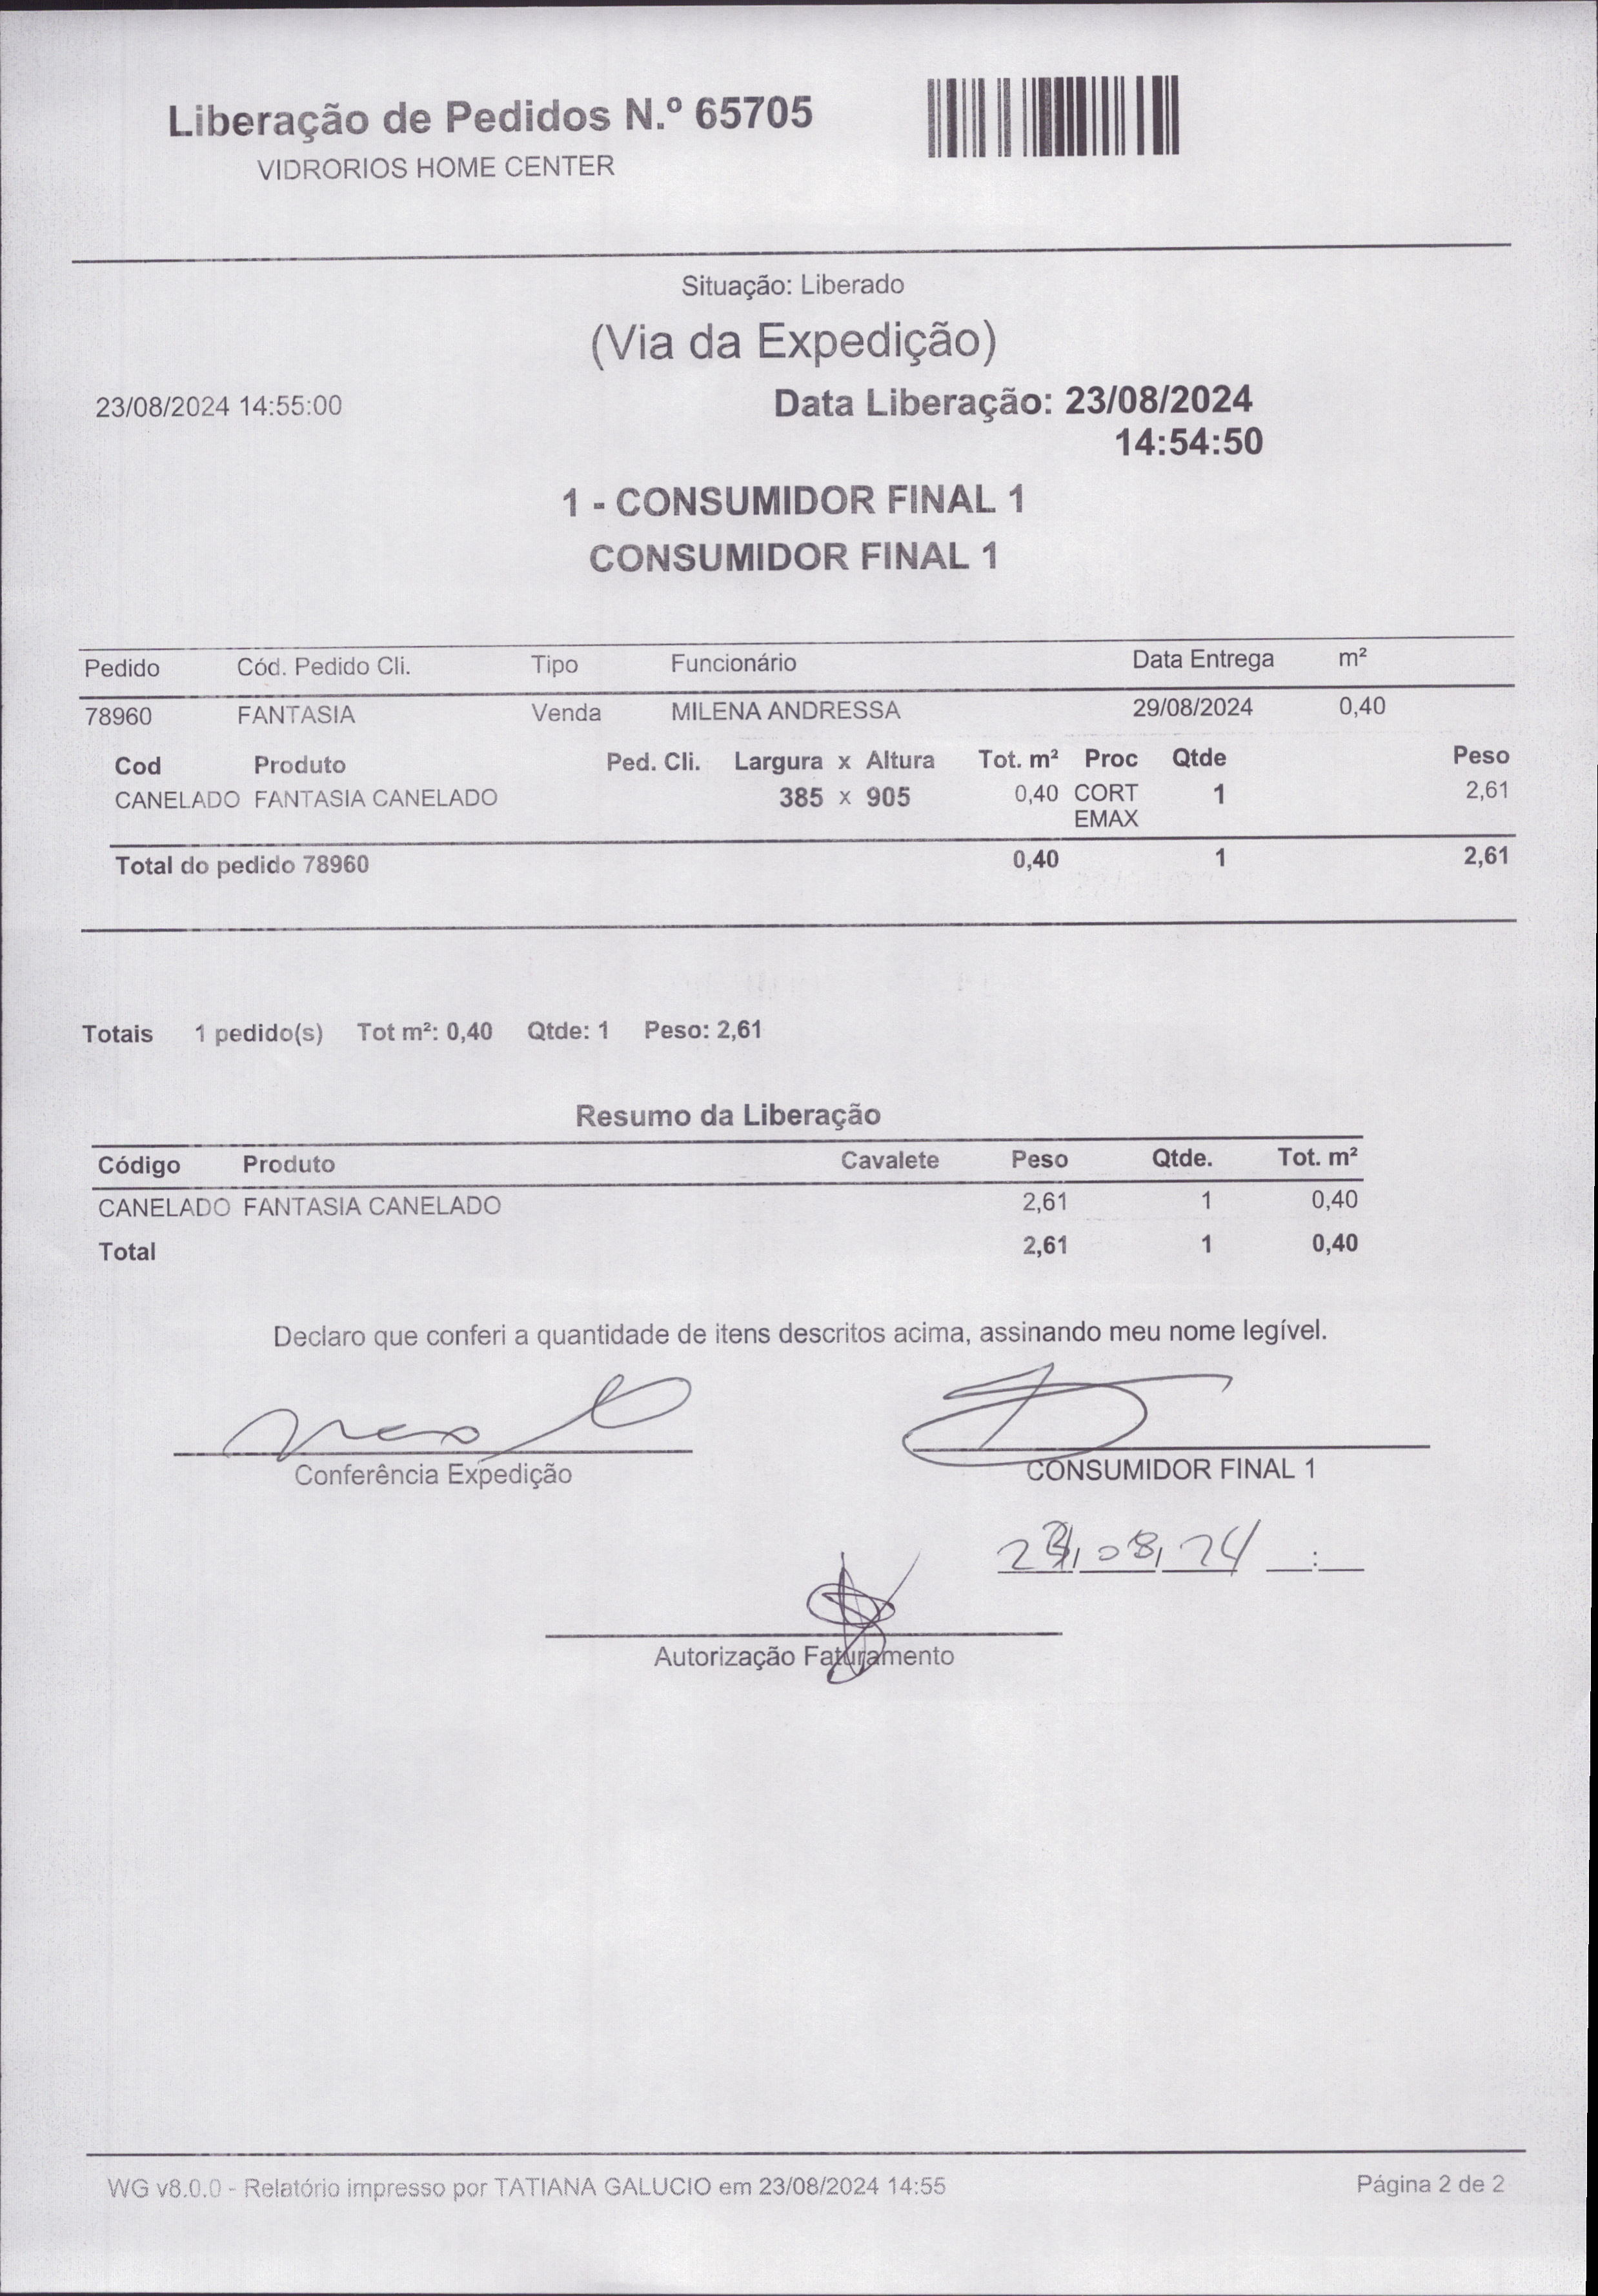 Liberação de Pedidos N.º 65705
VIDRORIOS HOME CENTER
Situação: Liberado
(Via da Expedição)
23/08/2024 14:55:00 Data Liberação: 23/08/2024
14:54:50
1 - CONSUMIDOR FINAL 1
CONSUMIDOR FINAL 1
Pedido Cód. Pedido Cli. Tipo Funcionário Data Entrega m²
78960 FANTASIA Venda MILENA ANDRESSA 29/08/2024 0,40
Cod Produto Ped. Cli. Largura x Altura Tot. m² Proc Qtde Peso
CANELADO FANTASIA CANELADO 385 x 905 0,40 CORT 1 2,61
EMAX
Total do pedido 78960 0,40 1 2,61
Totais 1 pedido(s) Tot m²: 0,40 Qtde: 1 Peso: 2,61
Resumo da Liberação
Código Produto Cavalete Peso Qtde. Tot. m²
CANELADO FANTASIA CANELADO 2,61 1 0,40
Total 2,61 1 0,40
Declaro que conferi a quantidade de itens descritos acima, assinando meu nome legível.
Conferência Expedição CONSUMIDOR FINAL 1
08, 24 __:__
Autorização Faturamento
WG v8.0.0 - Relatório impresso por TATIANA GALUCIO em 23/08/2024 14:55 Página 2 de 2